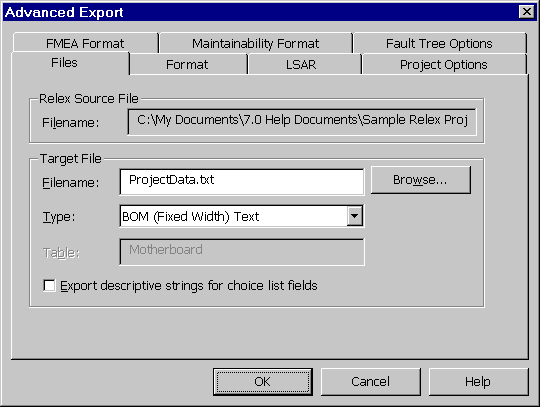 Advanced Export
FMEA Format Maintainability Format Fault Tree Options
Files Format LSAR Project Options
Relex Source File
Filename: C:\My Documents\7.0 Help Documents\Sample Relex Proj
Target File
Filename: ProjectData.txt Browse...
Type: BOM (Fixed Width) Text
Table: Motherboard
Export descriptive strings for choice list fields
OK Cancel Help